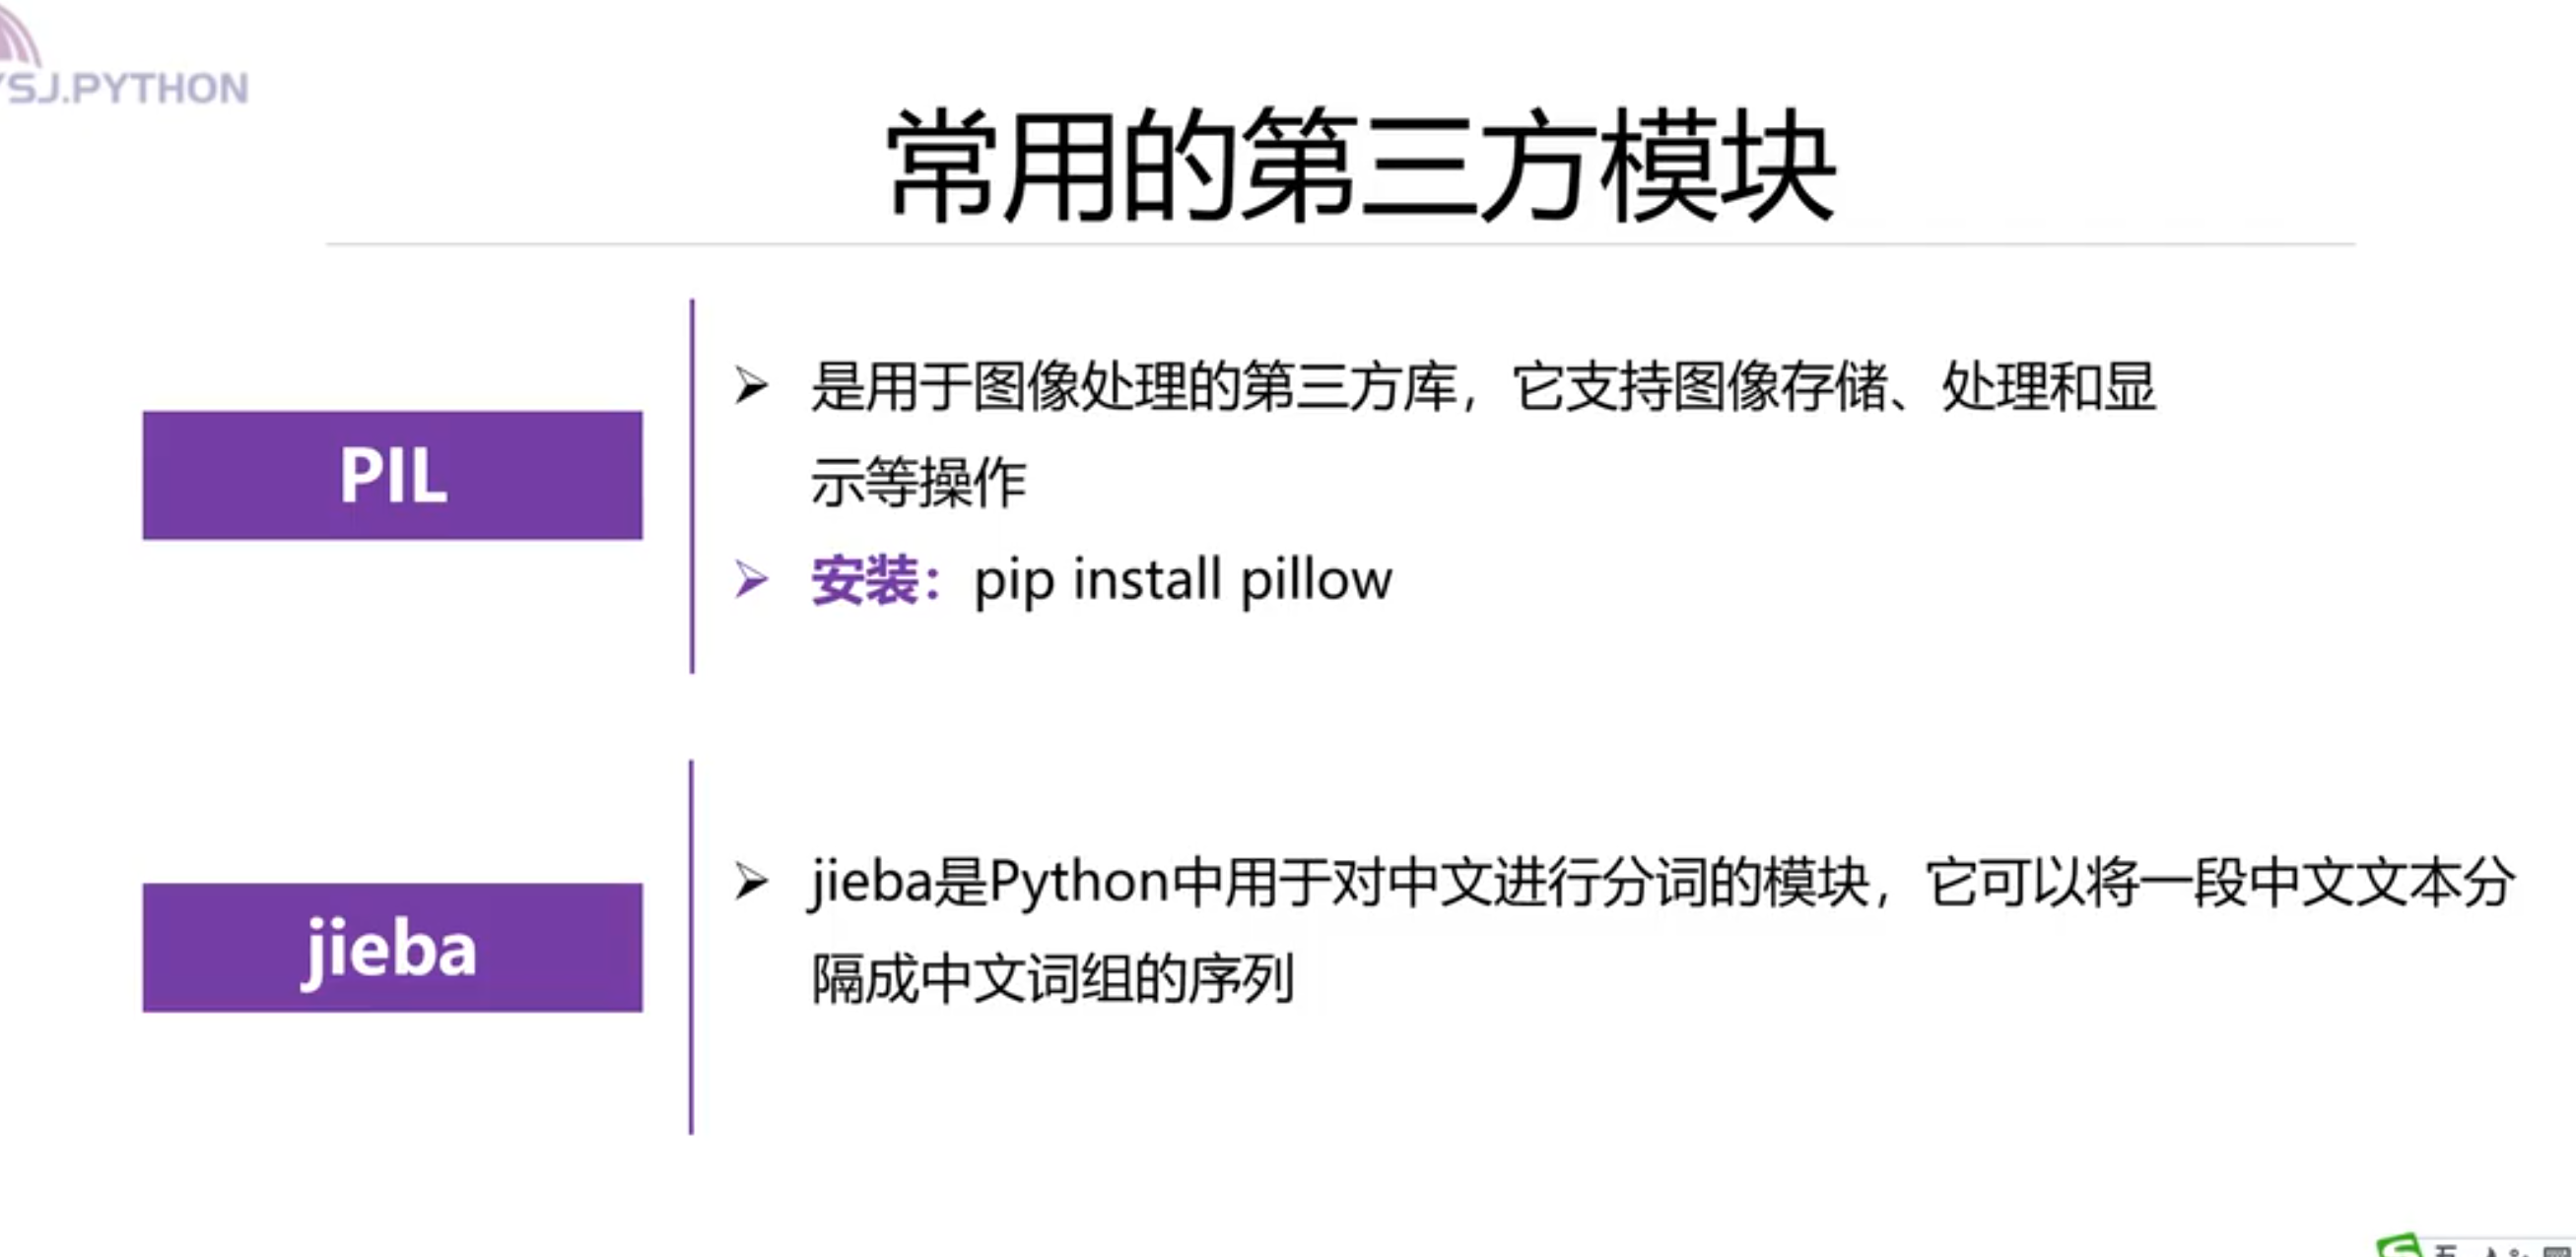 YSJ.PYTHON
常用的第三方模块
PIL
是用于图像处理的第三方库，它支持图像存储、处理和显
示等操作
安装：pip install pillow
jieba
jieba是Python中用于对中文进行分词的模块，它可以将一段中文文本分
隔成中文词组的序列